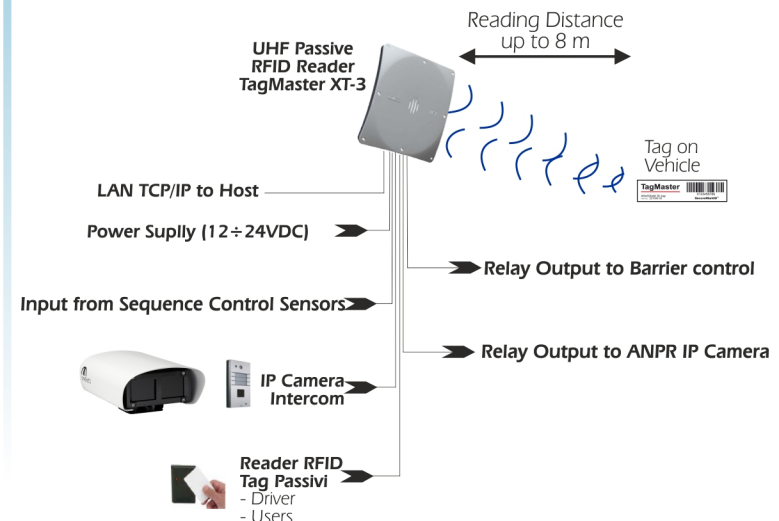 Reading Distance
up to 8 m
UHF Passive
RFID Reader
TagMaster XT-3
Tag on
Vehicle
TagMaster
LAN TCP/IP to Host
Power Suplly (12÷24VDC)
Relay Output to Barrier control
Input from Sequence Control Sensors
Relay Output to ANPR IP Camera
IP Camera
Intercom
Reader RFID
Tag Passivi
- Driver
- Users